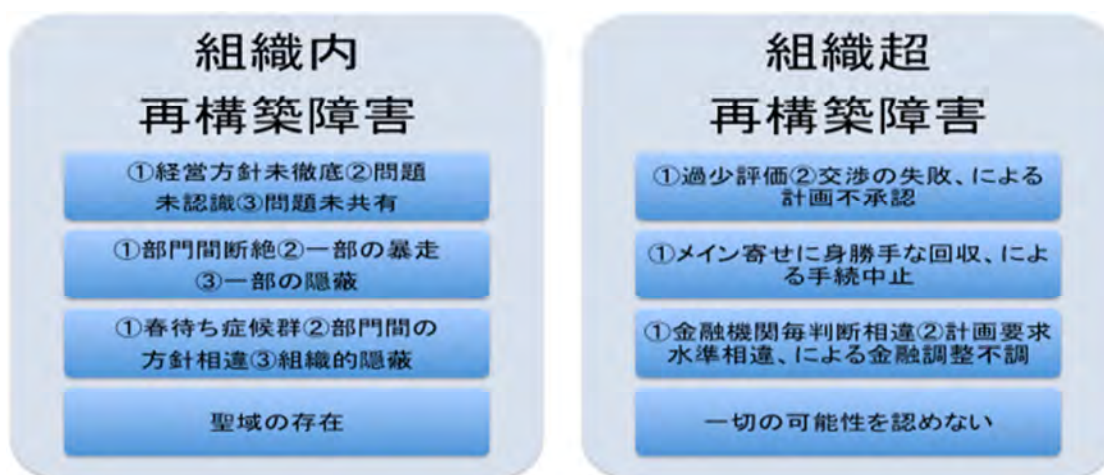 組織内
再構築障害
①経営方針未徹底②問題
未認識③問題未共有
①部門間断絶②一部の暴走
③一部の隠蔽
①春待ち症候群②部門間の
方針相違③組織的隠蔽
聖域の存在
組織超
再構築障害
①過少評価②交渉の失敗、による
計画不承認
①メイン寄せに身勝手な回収、によ
る手続中止
①金融機関毎判断相違②計画要求
水準相違、による金融調整不調
一切の可能性を認めない